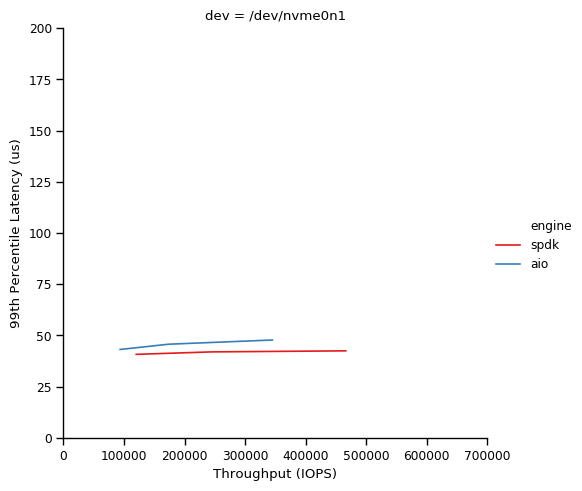 dev = /dev/nvme0n1
200
175
150
125
100
75
50
25
0
99th Percentile Latency (us)
0 100000 200000 300000 400000 500000 600000 700000
Throughput (IOPS)
engine
spdk
aio